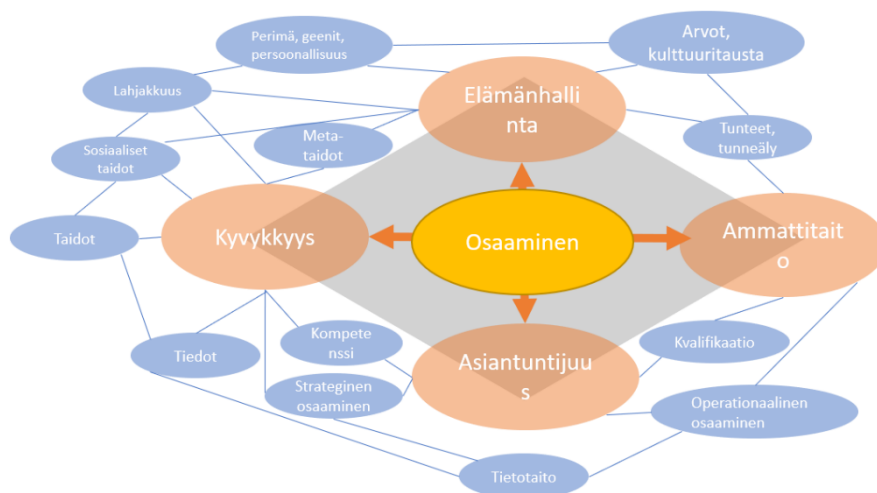 Perimä, geenit,
persoonallisuus
Arvot,
kulttuuritausta
Lahjakkuus
Elämänhalli
nta
Meta-
taidot
Tunteet,
tunneäly
Sosiaaliset
taidot
Taidot
Kyvykkyys
Osaaminen
Ammattitait
o
Tiedot
Kompete
nssi
Asiantuntijuu
s
Kvalifikaatio
Strateginen
osaaminen
Operationaalinen
osaaminen
Tietotaito